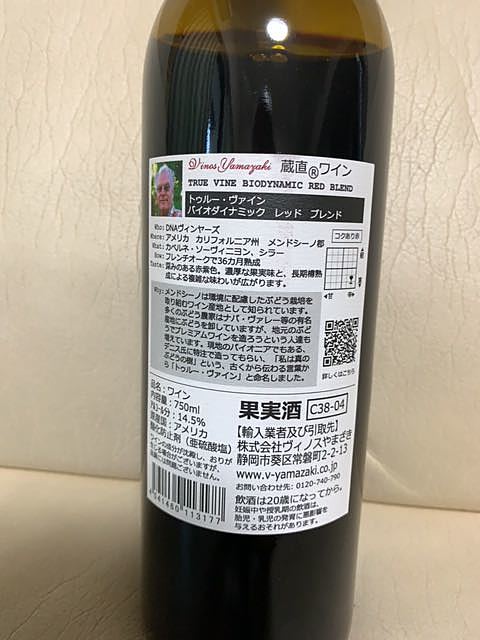 Vinos Yamazaki 蔵直®ワイン
TRUE VINE BIODYNAMIC RED BLEND
トゥルー・ヴァイン
バイオダイナミック レッド ブレンド
Who: DNAヴィンヤーズ
Where: アメリカ カリフォルニア州 メンドシーノ郡
What: カベルネ・ソーヴィニヨン、シラー
How: フレンチオークで36カ月熟成
Taste: 深みのある赤紫色。濃厚な果実味と、長期樽熟
成による複雑な味わいが広がります。
コクあり赤
Why: メンドシーノは環境に配慮したぶどう栽培を
取り組むワイン産地として知られています。
多くのぶどう農家はナパ・ヴァレー等の有名
産地にぶどうを卸していますが、地元のぶど
うでプレミアムワインを造ろうという人達も
増えています。現地のパイオニアでもある、
デニス氏に特注で造ってもらい、「私は真の
ぶどうの樹」という、古くから伝わる言葉か
ら「トゥルー・ヴァイン」と命名しました。
詳しくはこちら
品名:ワイン
内容量:750ml
アルコール分:14.5%
原産国:アメリカ
酸化防止剤(亜硫酸塩)
ワインの成分が沈殿し、おりが
果実酒 C38-04
【輸入業者及び引取先】
株式会社ヴィノスやまざき
静岡市葵区常磐町2-2-13
www.v-yamazaki.co.jp
お問い合わせ先: 0120-740-790
飲酒は20歳になってから。
妊娠中や授乳期の飲酒は、
胎児・乳児の発育に悪影響を
与えるおそれがあります。
113177